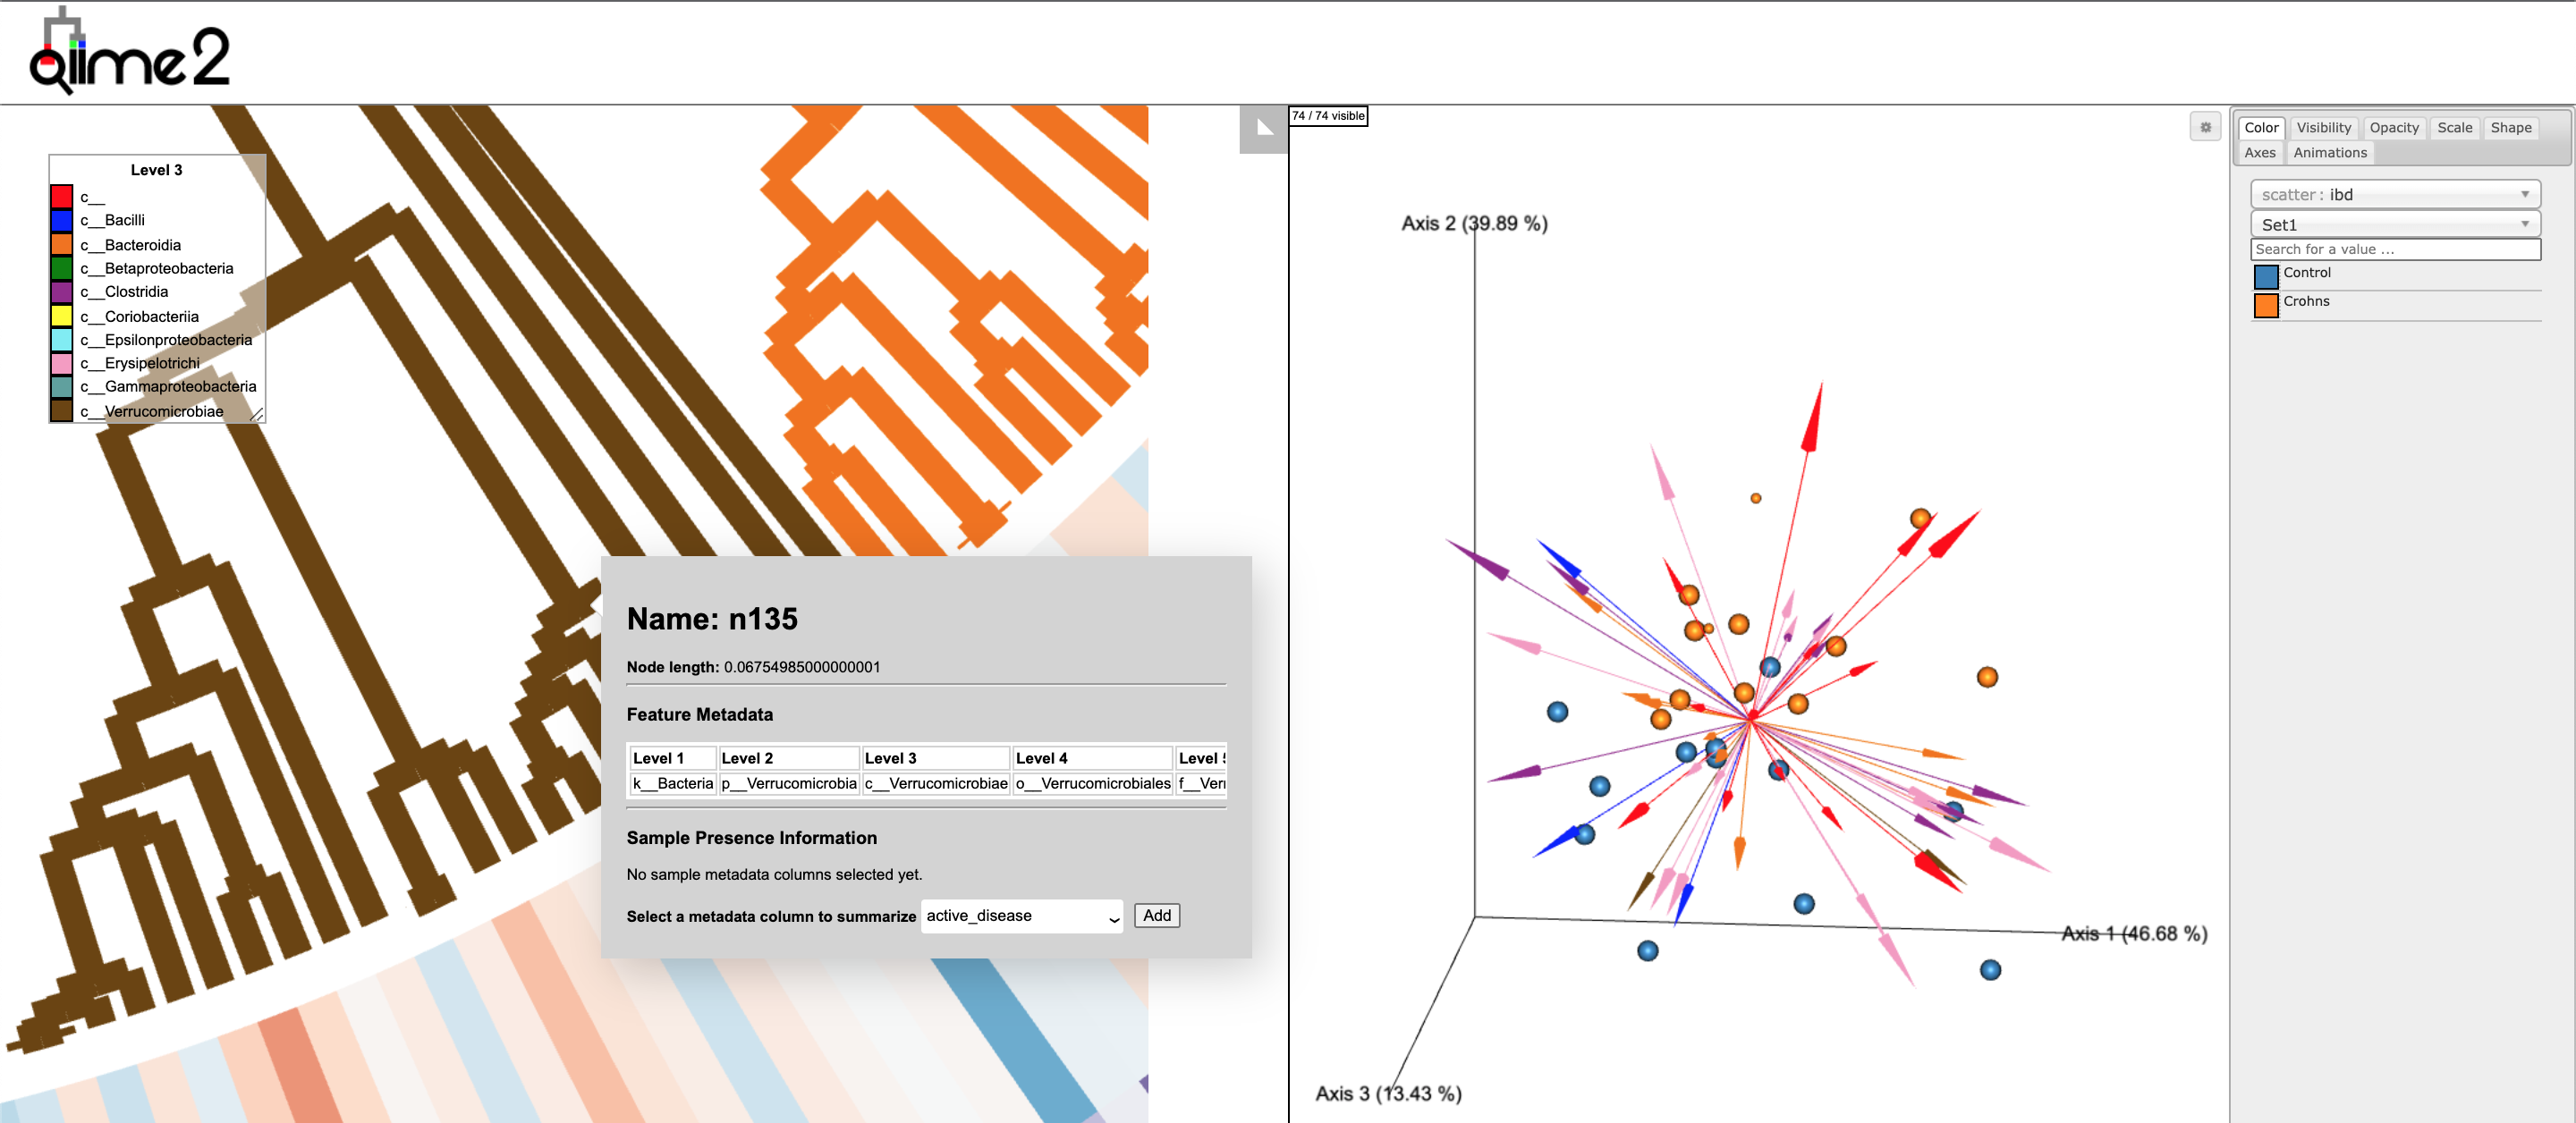 qiime2
Level 3
c__
c__Bacilli
c__Bacteroidia
c__Betaproteobacteria
c__Clostridia
c__Coriobacteriia
c__Epsilonproteobacteria
c__Erysipelotrichi
c__Gammaproteobacteria
c__Verrucomicrobiae
Name: n135
Node length: 0.06754985000000001
Feature Metadata
Level 1 Level 2 Level 3 Level 4 Level
k__Bacteria p__Verrucomicrobia c__Verrucomicrobiae o__Verrucomicrobiales f__Ver
Sample Presence Information
No sample metadata columns selected yet.
Select a metadata column to summarize active_disease Add
74 / 74 visible
Axis 2 (39.89 %)
Axis 1 (46.68 %)
Axis 3 (13.43 %)
Color Visibility Opacity Scale Shape
Axes Animations
scatter: ibd
Set1
Search for a value ...
Control
Crohns